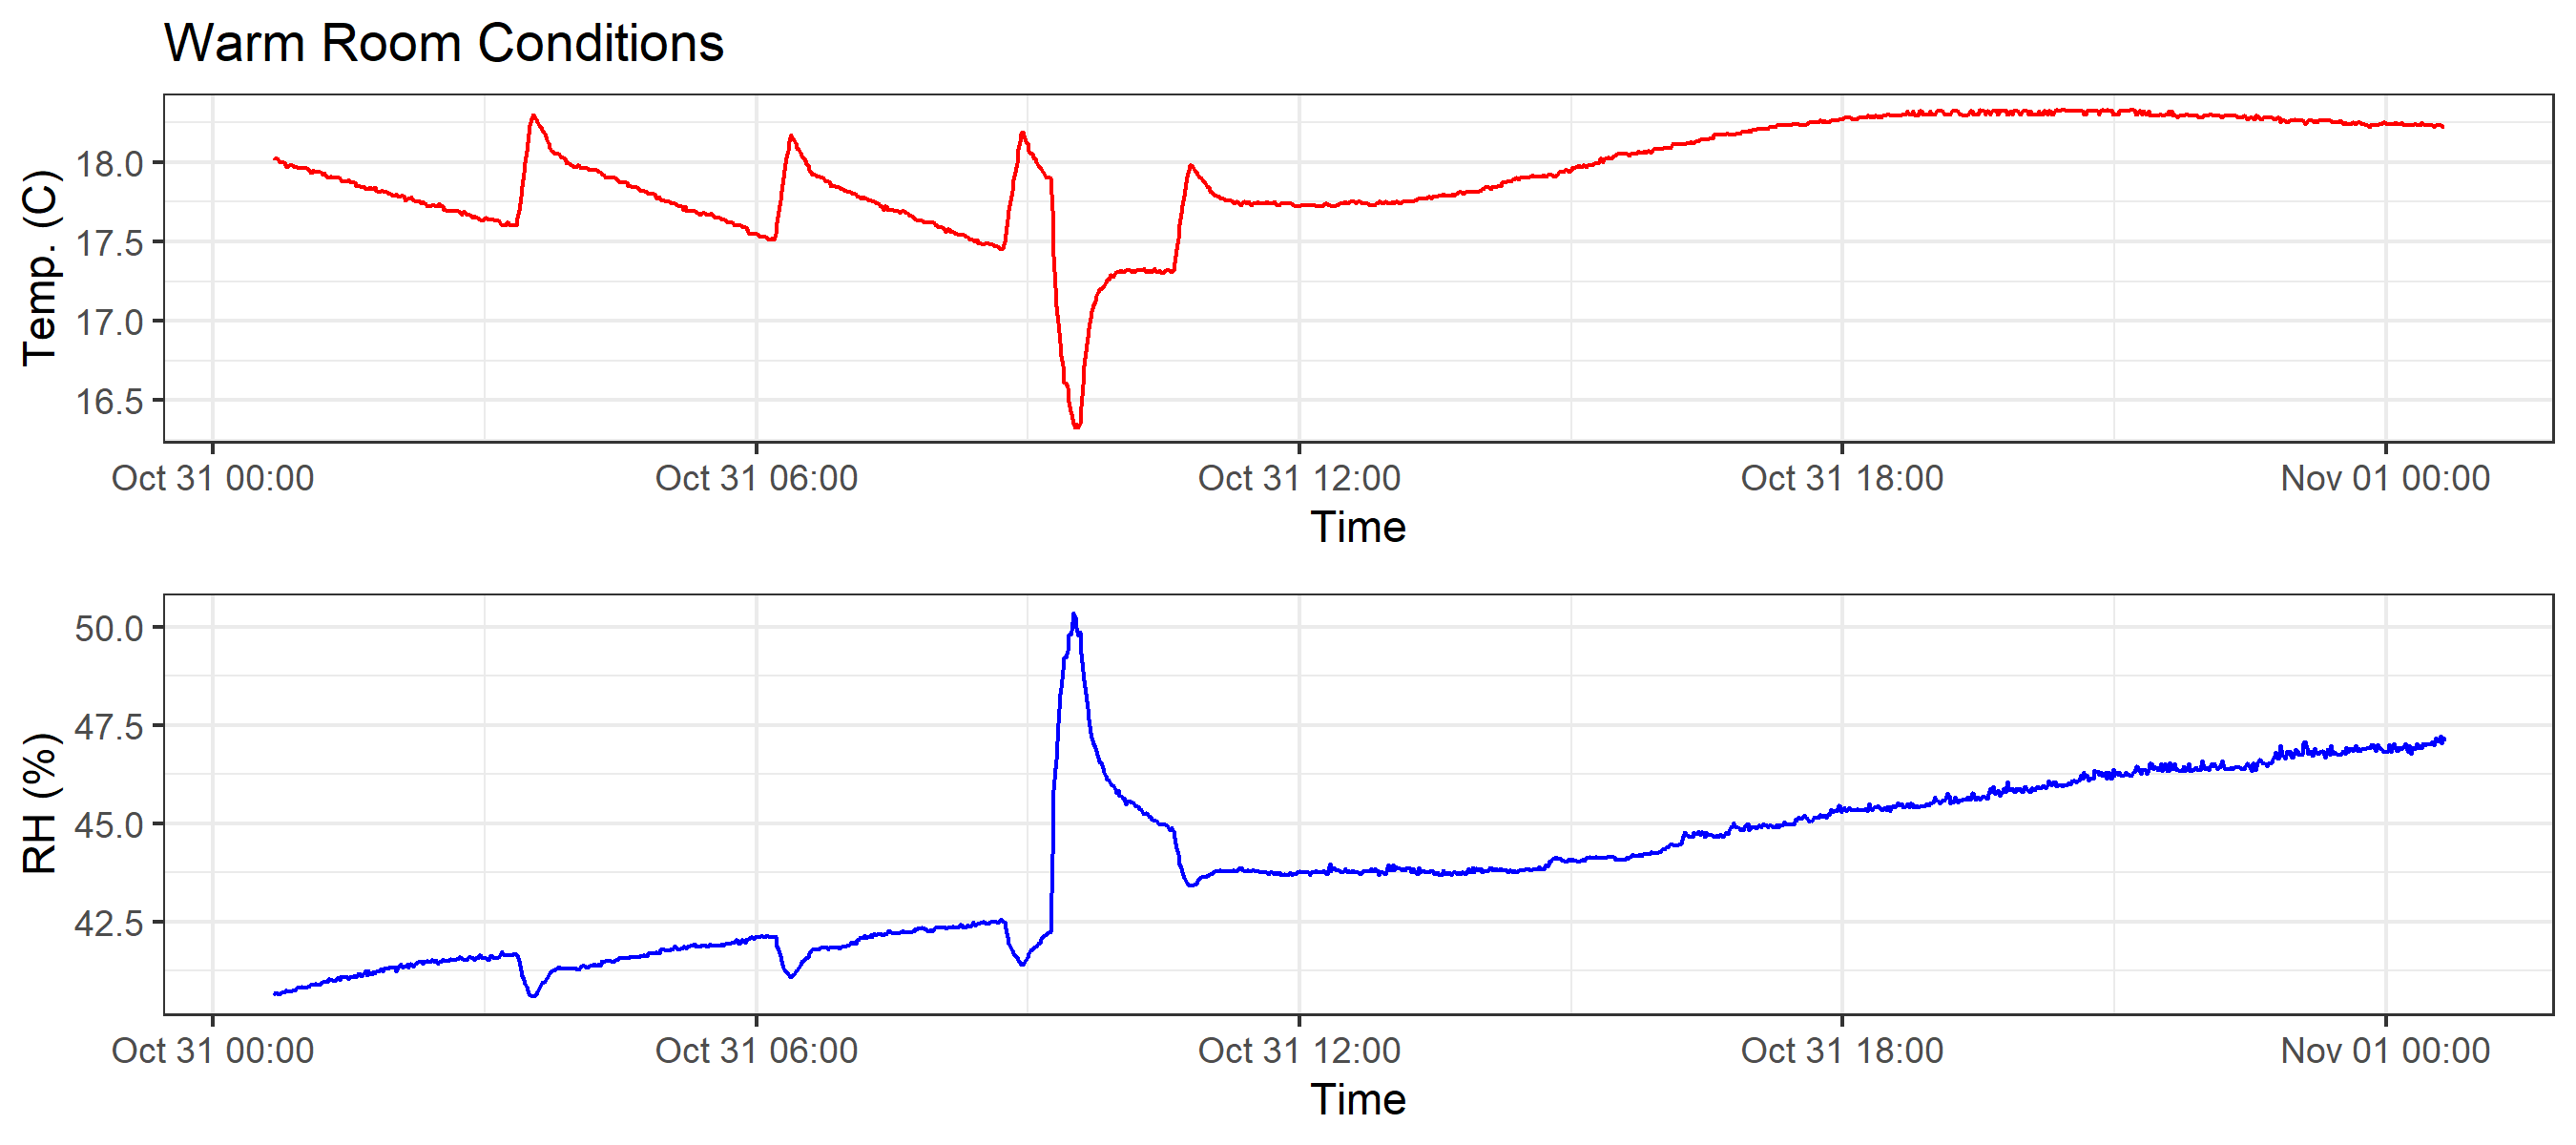 Warm Room Conditions
Temp. (C)
18.0
17.5
17.0
16.5
Oct 31 00:00 Oct 31 06:00 Oct 31 12:00 Oct 31 18:00 Nov 01 00:00
Time
RH (%)
50.0
47.5
45.0
42.5
Oct 31 00:00 Oct 31 06:00 Oct 31 12:00 Oct 31 18:00 Nov 01 00:00
Time